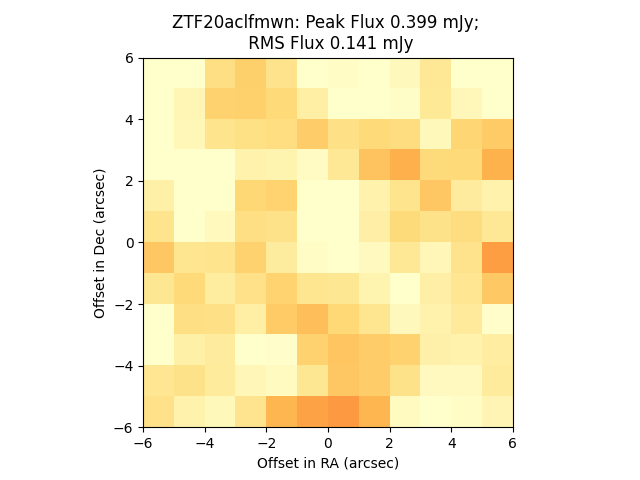 ZTF20aclfmwn: Peak Flux 0.399 mJy;
RMS Flux 0.141 mJy
6
4
2
0
−2
−4
−6
Offset in Dec (arcsec)
−6 −4 −2 0 2 4 6
Offset in RA (arcsec)